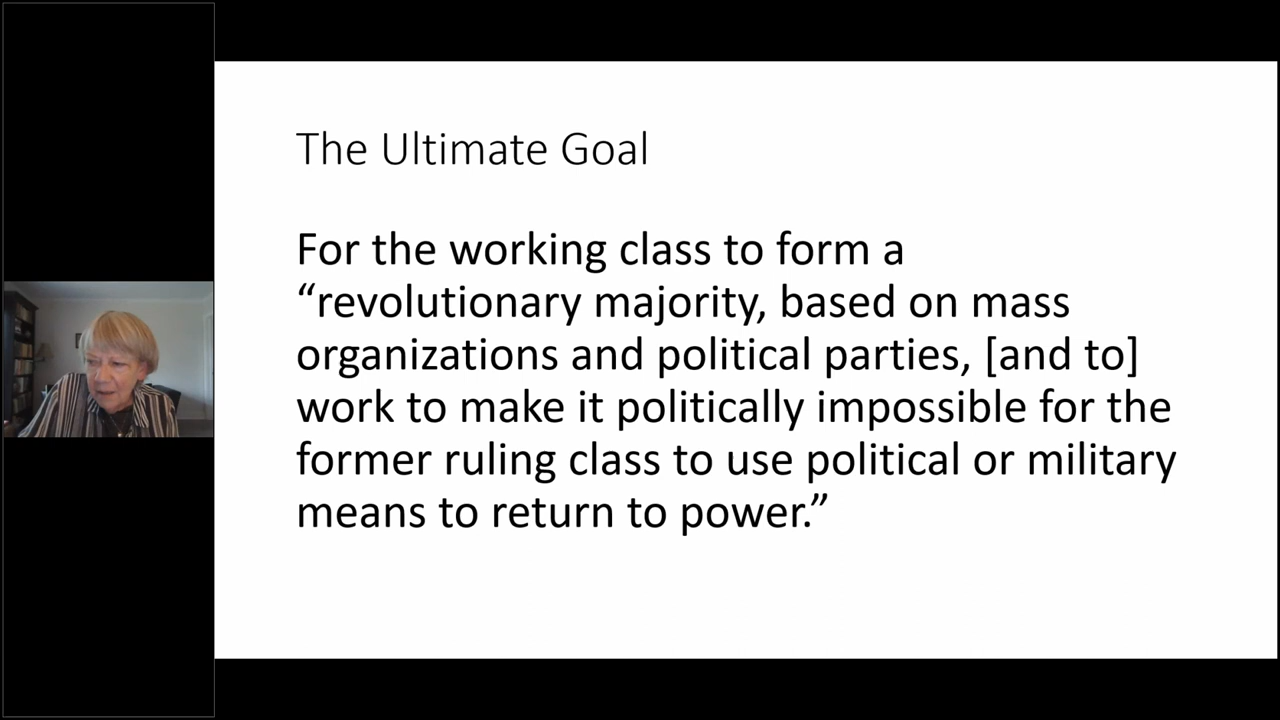 The Ultimate Goal
For the working class to form a
“revolutionary majority, based on mass
organizations and political parties, [and to]
work to make it politically impossible for the
former ruling class to use political or military
means to return to power.”